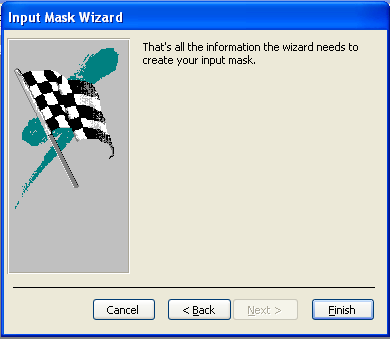 Input Mask Wizard
That's all the information the wizard needs to
create your input mask.
Cancel
< Back
Next >
Finish